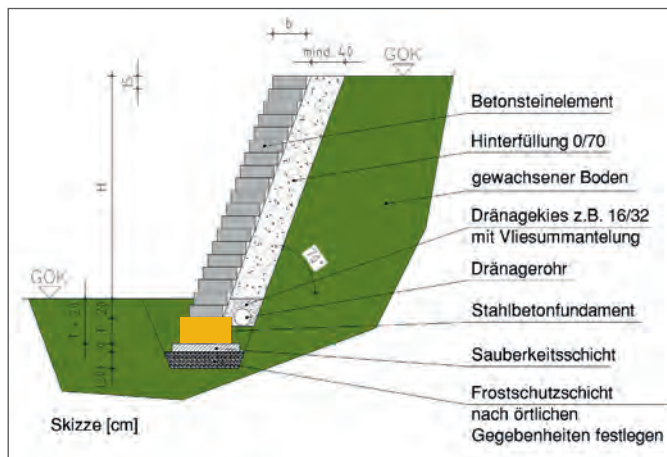 b
mind. 40
GOK
15
H
70°
GOK
Betonsteinelement
Hinterfüllung 0/70
gewachsener Boden
Dränagekies z.B. 16/32
mit Vliesummantelung
Dränagerohr
Stahlbetonfundament
Sauberkeitsschicht
Frostschutzschicht
nach örtlichen
Gegebenheiten festlegen
Skizze [cm]